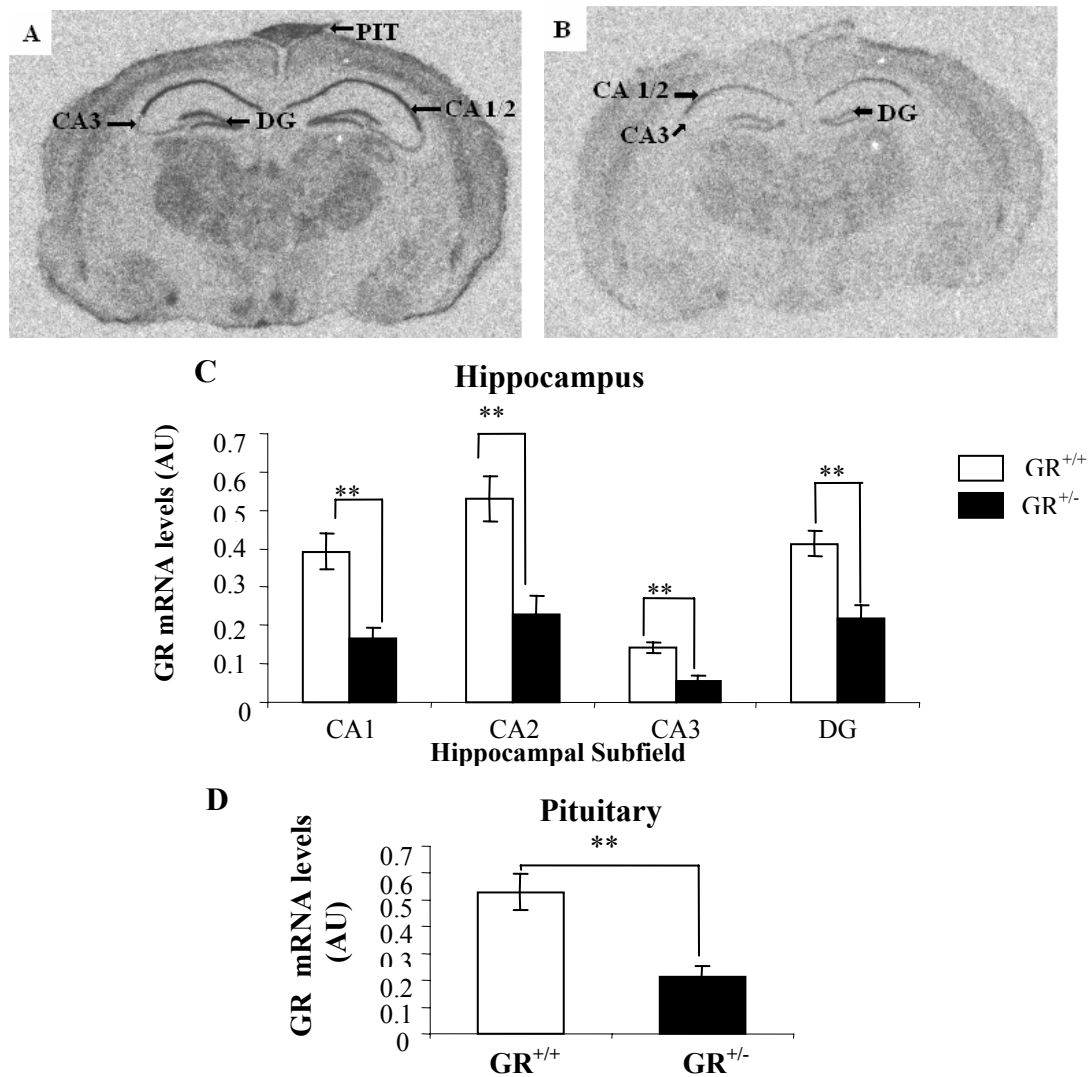 A
PIT
CA3
DG
CA 1/2
B
CA 1/2
CA3
DG
C
Hippocampus
GR mRNA levels (AU)
0.7
0.6
0.5
0.4
0.3
0.2
0.1
0
**
**
**
**
CA1
CA2
CA3
DG
Hippocampal Subfield
GR+/+
GR+/-
D
Pituitary
GR mRNA levels
(AU)
0.7
0.6
0.5
0.4
0.3
0.2
0.1
0
**
GR+/+
GR+/-